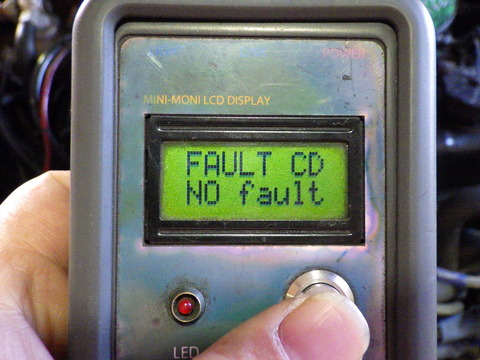 POWER
MINI-MONI LCD DISPLAY
FAULT CD
NO fault
LED